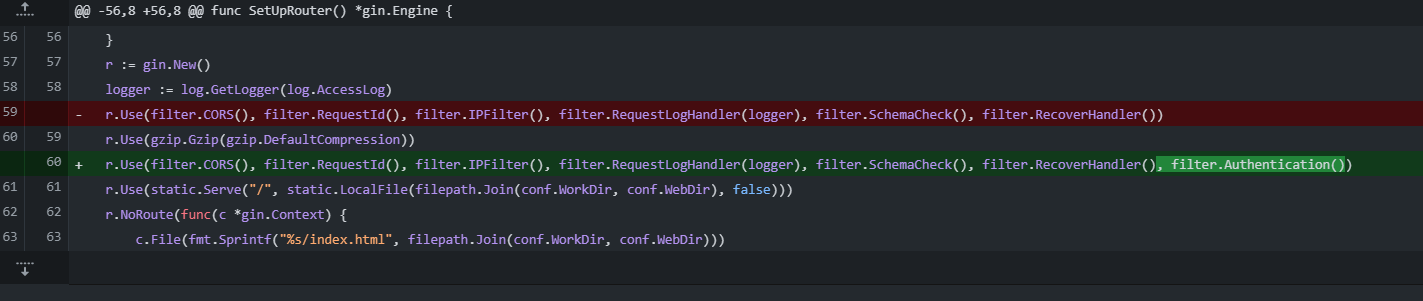 @@ -56,8 +56,8 @@ func SetUpRouter() *gin.Engine {
56 56 }
57 57 r := gin.New()
58 58 logger := log.GetLogger(log.AccessLog)
59 - r.Use(filter.CORS(), filter.RequestId(), filter.IPFilter(), filter.RequestLogHandler(logger), filter.SchemaCheck(), filter.RecoverHandler())
60 59 r.Use(gzip.Gzip(gzip.DefaultCompression))
60 + r.Use(filter.CORS(), filter.RequestId(), filter.IPFilter(), filter.RequestLogHandler(logger), filter.SchemaCheck(), filter.RecoverHandler(), filter.Authentication())
61 61 r.Use(static.Serve("/", static.LocalFile(filepath.Join(conf.WorkDir, conf.WebDir), false)))
62 62 r.NoRoute(func(c *gin.Context) {
63 63 c.File(fmt.Sprintf("%s/index.html", filepath.Join(conf.WorkDir, conf.WebDir)))